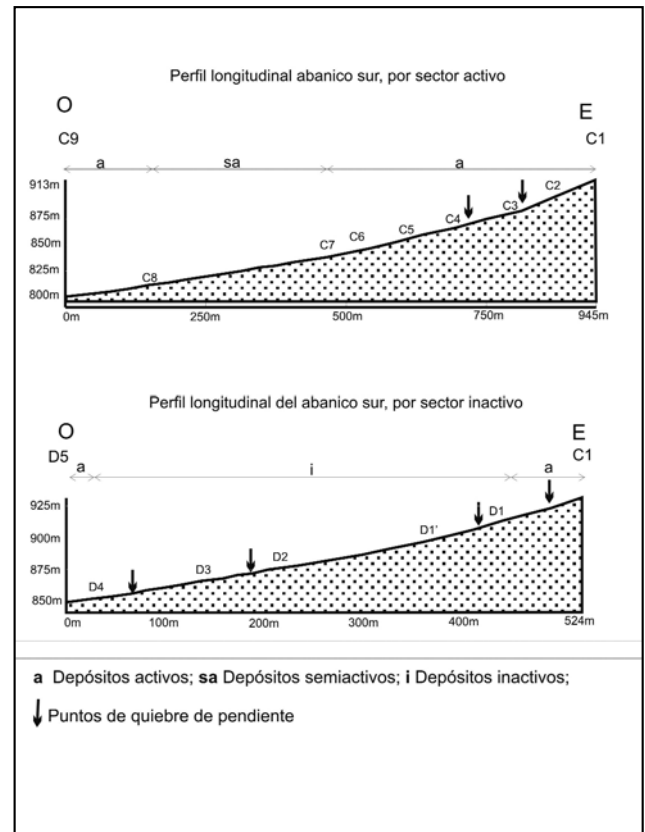 Perfil longitudinal abanico sur, por sector activo
O E
C9 C1
a sa a
913m
875m
850m
825m
800m
C8 C7 C6 C5 C4 C3 C2
0m 250m 500m 750m 945m
Perfil longitudinal del abanico sur, por sector inactivo
O E
D5 C1
a i a
925m
900m
875m
850m
D4 D3 D2 D1' D1
0m 100m 200m 300m 400m 524m
a Depósitos activos; sa Depósitos semiactivos; i Depósitos inactivos;
Puntos de quiebre de pendiente